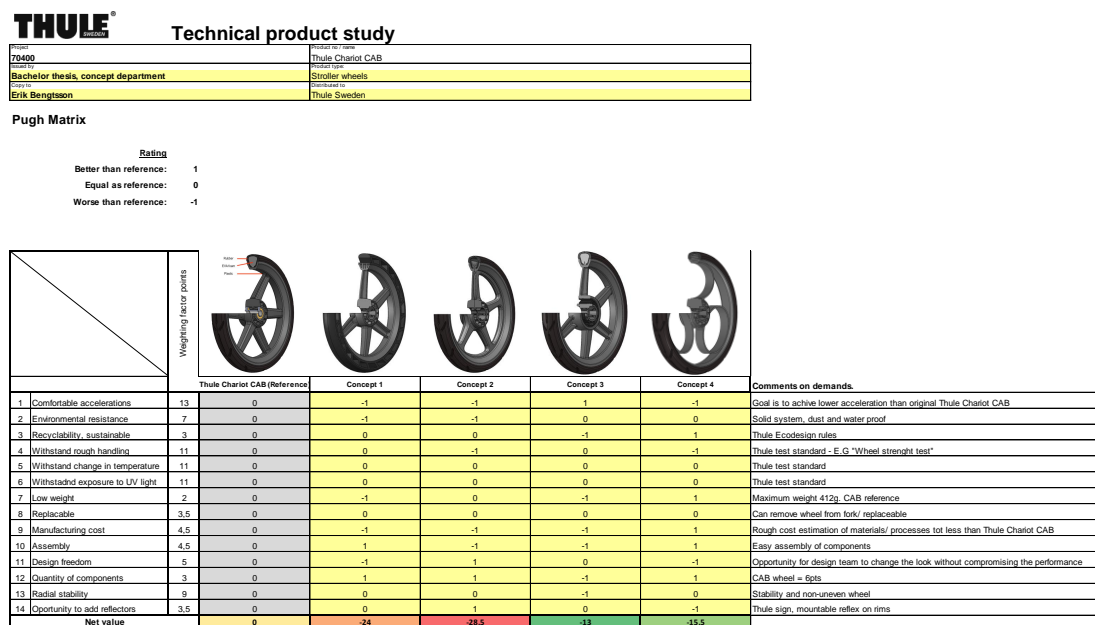 THULE®
SWEDEN
Technical product study
Project
Product no / name
70400
Thule Chariot CAB
Issued by
Product type:
Bachelor thesis, concept department
Stroller wheels
Copy to
Distributed to
Erik Bengtsson
Thule Sweden
Pugh Matrix
Rating
Better than reference: 1
Equal as reference: 0
Worse than reference: -1
Weighting factor points
Rubber
Plastic
Thule Chariot CAB (Reference) Concept 1 Concept 2 Concept 3 Concept 4 Comments on demands.
1 Comfortable accelerations 13 0 -1 -1 1 -1 Goal is to achive lower acceleration than original Thule Chariot CAB
2 Environmental resistance 7 0 -1 -1 0 0 Solid system, dust and water proof
3 Recyclability, sustainable 3 0 0 0 -1 1 Thule Ecodesign rules
4 Withstand rough handling 11 0 0 -1 0 -1 Thule test standard - E.G "Wheel strenght test"
5 Withstand change in temperature 11 0 0 0 0 0 Thule test standard
6 Withstadnd exposure to UV light 11 0 0 0 0 0 Thule test standard
7 Low weight 2 0 -1 0 -1 1 Maximum weight 412g. CAB reference
8 Replacable 3,5 0 0 0 0 0 Can remove wheel from fork/ replaceable
9 Manufacturing cost 4,5 0 -1 -1 -1 1 Rough cost estimation of materials/ processes tot less than Thule Chariot CAB
10 Assembly 4,5 0 1 -1 -1 1 Easy assembly of components
11 Design freedom 5 0 -1 1 0 -1 Opportunity for design team to change the look without compromising the performance
12 Quantity of components 3 0 1 1 -1 1 CAB wheel = 6pts
13 Radial stability 9 0 0 0 -1 0 Stability and non-uneven wheel
14 Oportunity to add reflectors 3,5 0 0 1 0 -1 Thule sign, mountable reflex on rims
Net value 0 -24 -28,5 -13 -15,5